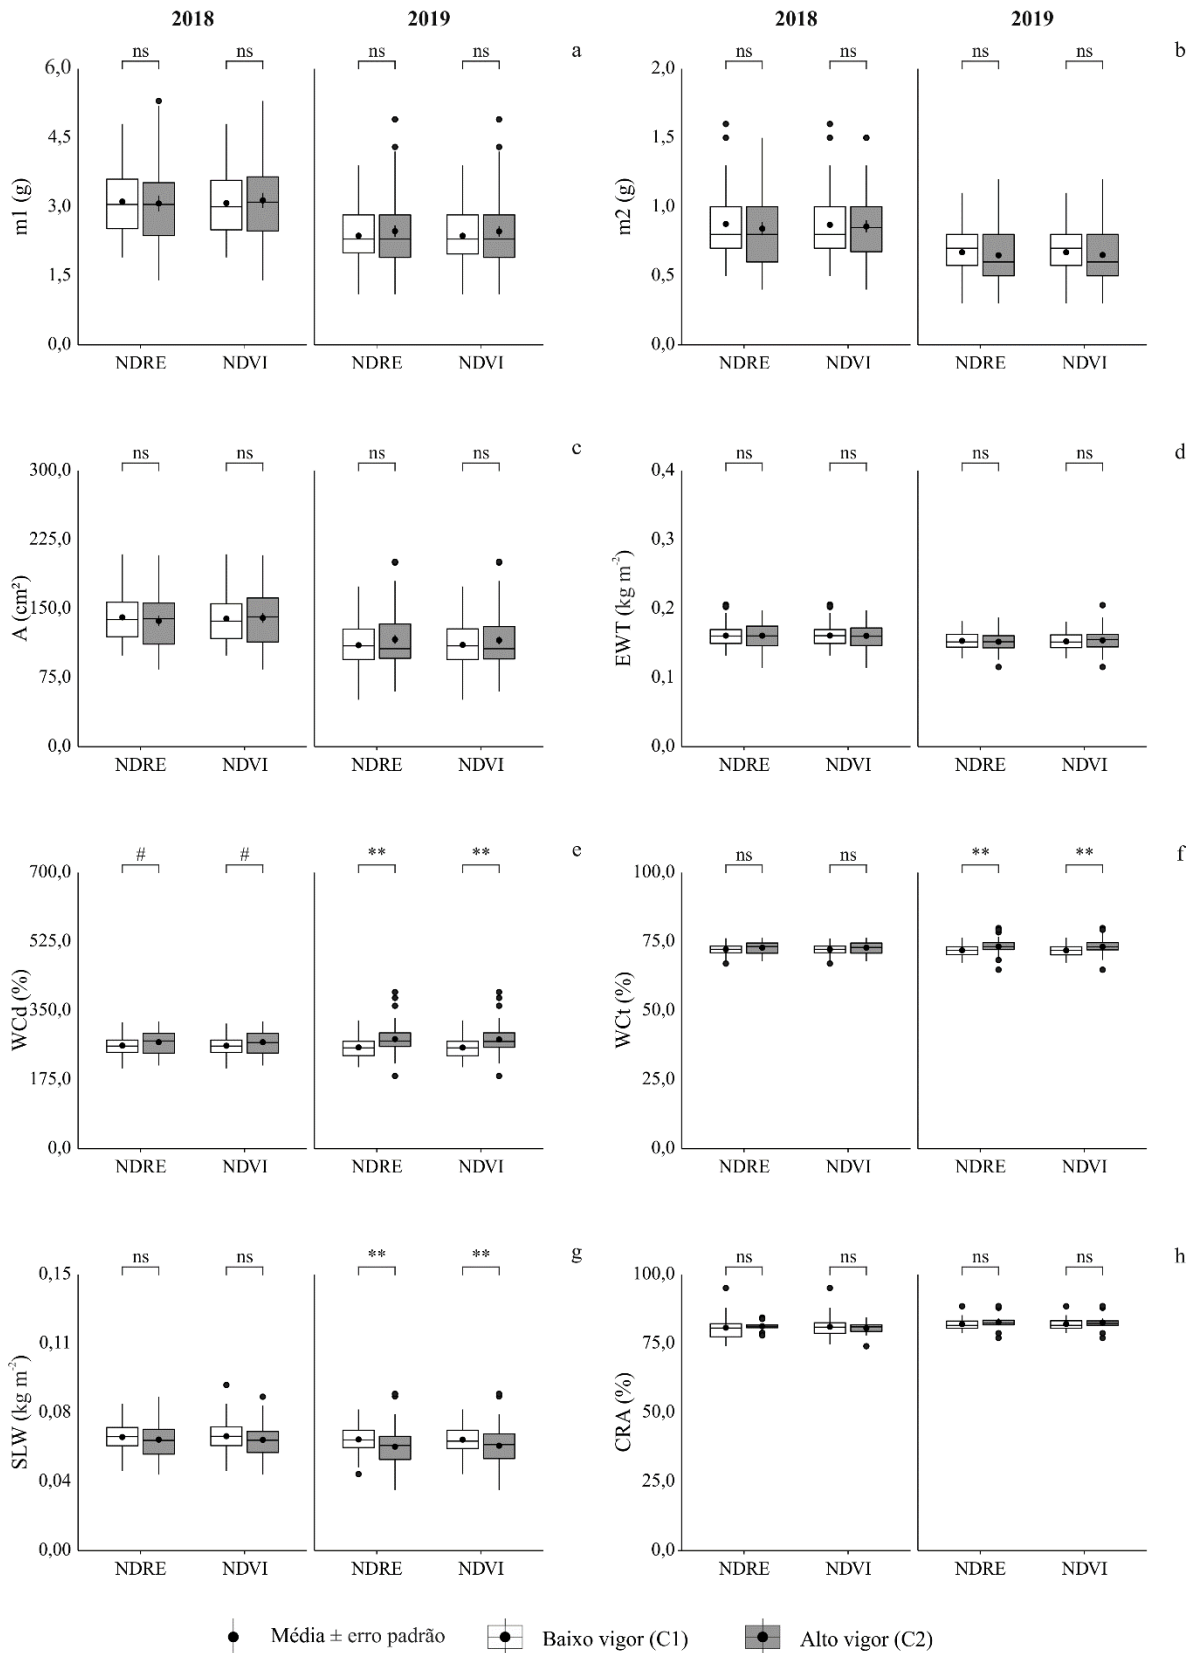 2018 2019 2018 2019
ns ns ns ns a ns ns ns ns b
6,0
4,5
3,0
1,5
0,0
m1 (g)
NDRE NDVI NDRE NDVI
2,0
1,5
1,0
0,5
0,0
m2 (g)
NDRE NDVI NDRE NDVI
ns ns ns ns c ns ns ns ns d
300,0
225,0
150,0
75,0
0,0
A (cm²)
NDRE NDVI NDRE NDVI
0,4
0,3
0,2
0,1
0,0
EWT (kg m⁻²)
NDRE NDVI NDRE NDVI
# # ** ** e ns ns ** ** f
700,0
525,0
350,0
175,0
0,0
WCd (%)
NDRE NDVI NDRE NDVI
100,0
75,0
50,0
25,0
0,0
WCt (%)
NDRE NDVI NDRE NDVI
ns ns ** ** g ns ns ns ns h
0,15
0,11
0,08
0,04
0,00
SLW (kg m⁻²)
NDRE NDVI NDRE NDVI
100,0
75,0
50,0
25,0
0,0
CRA (%)
NDRE NDVI NDRE NDVI
Média ± erro padrão Baixo vigor (C1) Alto vigor (C2)